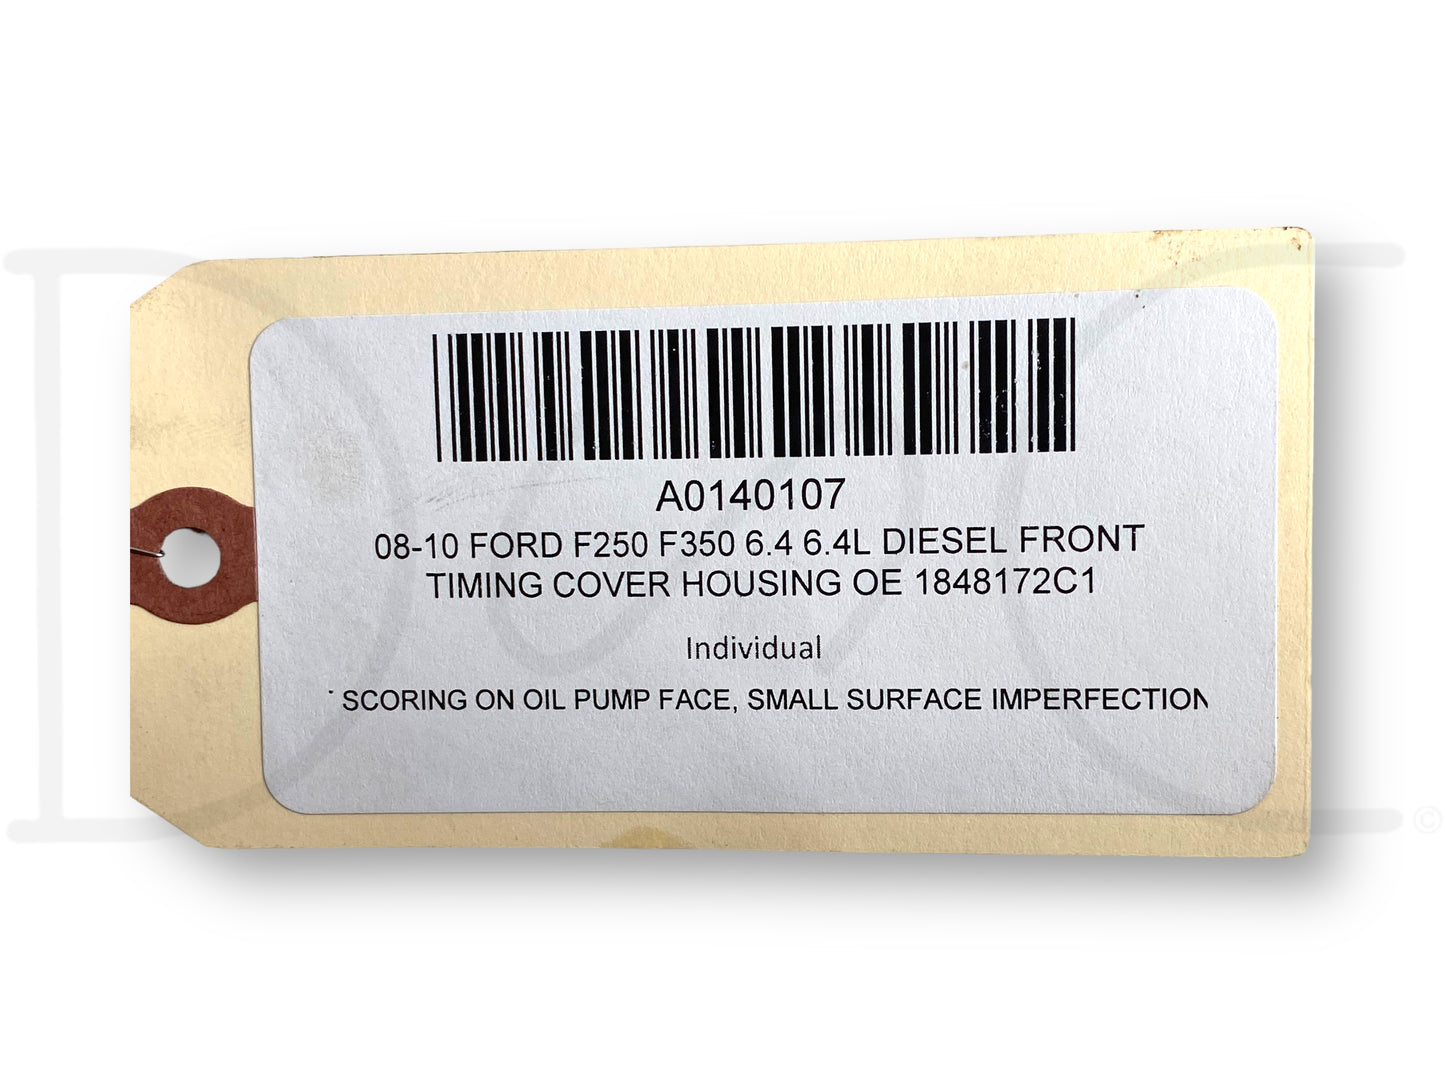 A0140107
08-10 FORD F250 F350 6.4 6.4L DIESEL FRONT
TIMING COVER HOUSING OE 1848172C1
Individual
SCORING ON OIL PUMP FACE, SMALL SURFACE IMPERFECTION
©